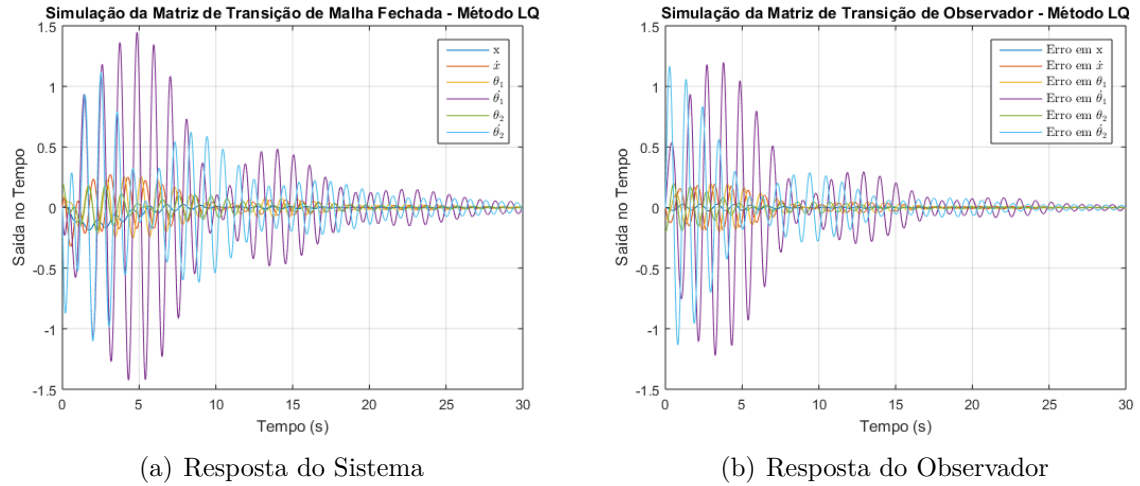 Simulação da Matriz de Transição de Malha Fechada - Método LQ
1.5
1
0.5
0
-0.5
-1
-1.5
Saída no Tempo
x
ẋ
θ₁
θ̇₁
θ₂
θ̇₂
0 5 10 15 20 25 30
Tempo (s)
(a) Resposta do Sistema
Simulação da Matriz de Transição de Observador - Método LQ
1.5
1
0.5
0
-0.5
-1
-1.5
Saída no Tempo
Erro em x
Erro em ẋ
Erro em θ₁
Erro em θ̇₁
Erro em θ₂
Erro em θ̇₂
0 5 10 15 20 25 30
Tempo (s)
(b) Resposta do Observador